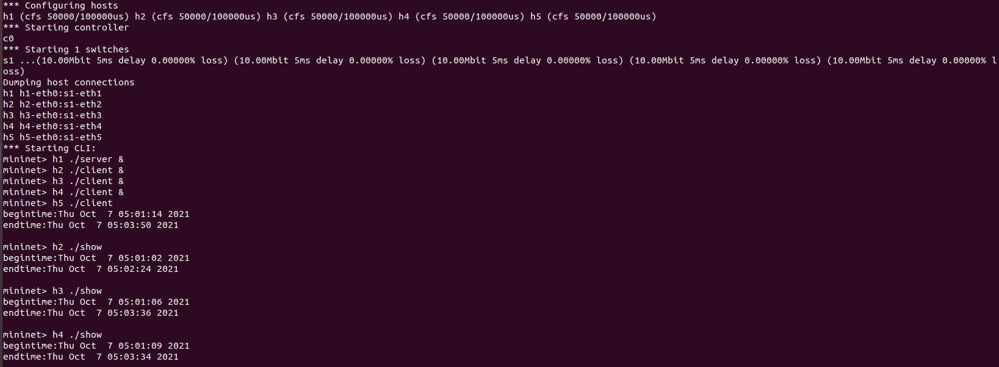 *** Configuring hosts
h1 (cfs 50000/100000us) h2 (cfs 50000/100000us) h3 (cfs 50000/100000us) h4 (cfs 50000/100000us) h5 (cfs 50000/100000us)
*** Starting controller
c0
*** Starting 1 switches
s1 ...(10.00Mbit 5ms delay 0.00000% loss) (10.00Mbit 5ms delay 0.00000% loss) (10.00Mbit 5ms delay 0.00000% loss) (10.00Mbit 5ms delay 0.00000% loss) (10.00Mbit 5ms delay 0.00000% l
oss)
Dumping host connections
h1 h1-eth0:s1-eth1
h2 h2-eth0:s1-eth2
h3 h3-eth0:s1-eth3
h4 h4-eth0:s1-eth4
h5 h5-eth0:s1-eth5
*** Starting CLI:
mininet> h1 ./server &
mininet> h2 ./client &
mininet> h3 ./client &
mininet> h4 ./client &
mininet> h5 ./client
begintime:Thu Oct  7 05:01:14 2021
endtime:Thu Oct  7 05:03:50 2021

mininet> h2 ./show
begintime:Thu Oct  7 05:01:02 2021
endtime:Thu Oct  7 05:02:24 2021

mininet> h3 ./show
begintime:Thu Oct  7 05:01:06 2021
endtime:Thu Oct  7 05:03:36 2021

mininet> h4 ./show
begintime:Thu Oct  7 05:01:09 2021
endtime:Thu Oct  7 05:03:34 2021